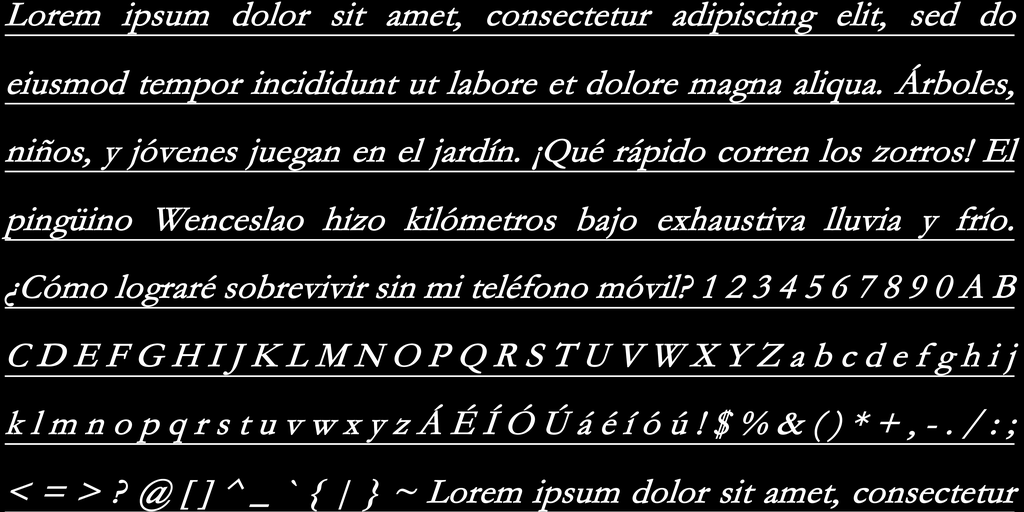 Lorem ipsum dolor sit amet, consectetur adipiscing elit, sed do
eiusmod tempor incididunt ut labore et dolore magna aliqua. Árboles,
niños, y jóvenes juegan en el jardín. ¡Qué rápido corren los zorros! El
pingüino Wenceslao hizo kilómetros bajo exhaustiva lluvia y frío.
¿Cómo lograré sobrevivir sin mi teléfono móvil? 1 2 3 4 5 6 7 8 9 0 A B
C D E F G H I J K L M N O P Q R S T U V W X Y Z a b c d e f g h i j
k l m n o p q r s t u v w x y z Á É Í Ó Ú á é í ó ú ! $ % & ( ) * + , - . / : ;
< = > ? @ [ ] ^ _ ` { | } ~ Lorem ipsum dolor sit amet, consectetur